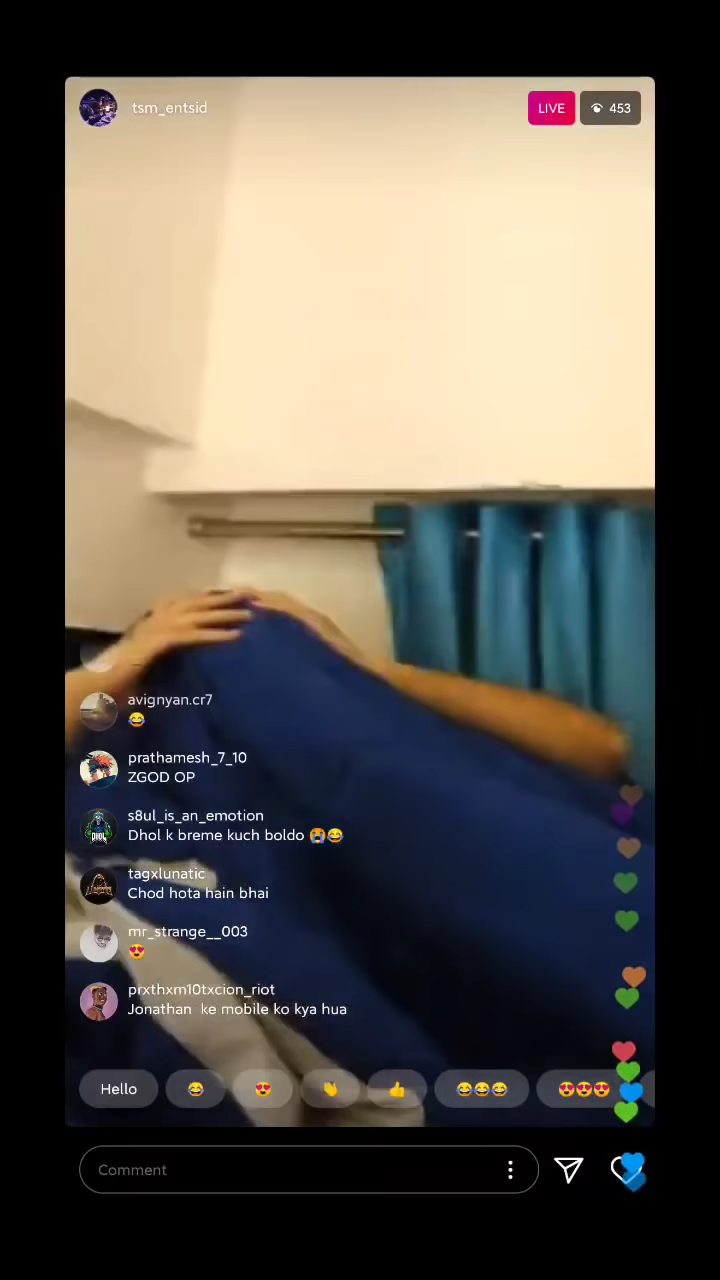 tsm_entsid
LIVE
453
avignyan.cr7
😂
prathamesh_7_10
ZGOD OP
s8ul_is_an_emotion
Dhol k breme kuch boldo 😭😂
tagxlunatic
Chod hota hain bhai
mr_strange__003
😍
prxthxm10txcion_riot
Jonathan ke mobile ko kya hua
Hello 😂 😍 👏 👍 😂😂😂 😍😍😍
Comment